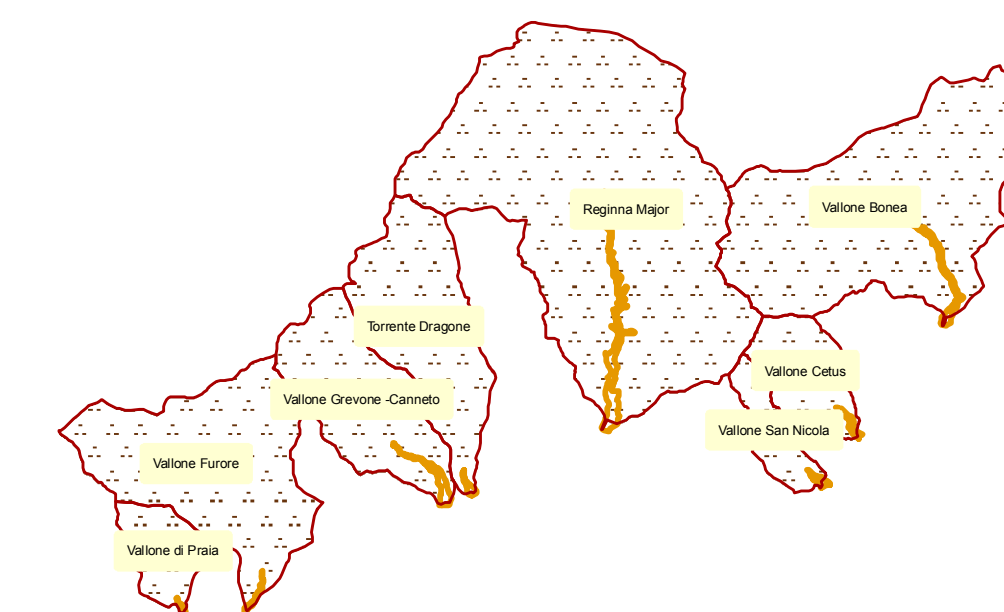 Vallone Bonea
Reginna Major
Torrente Dragone
Vallone Cetus
Vallone Grevone -Canneto
Vallone San Nicola
Vallone Furore
Vallone di Praia